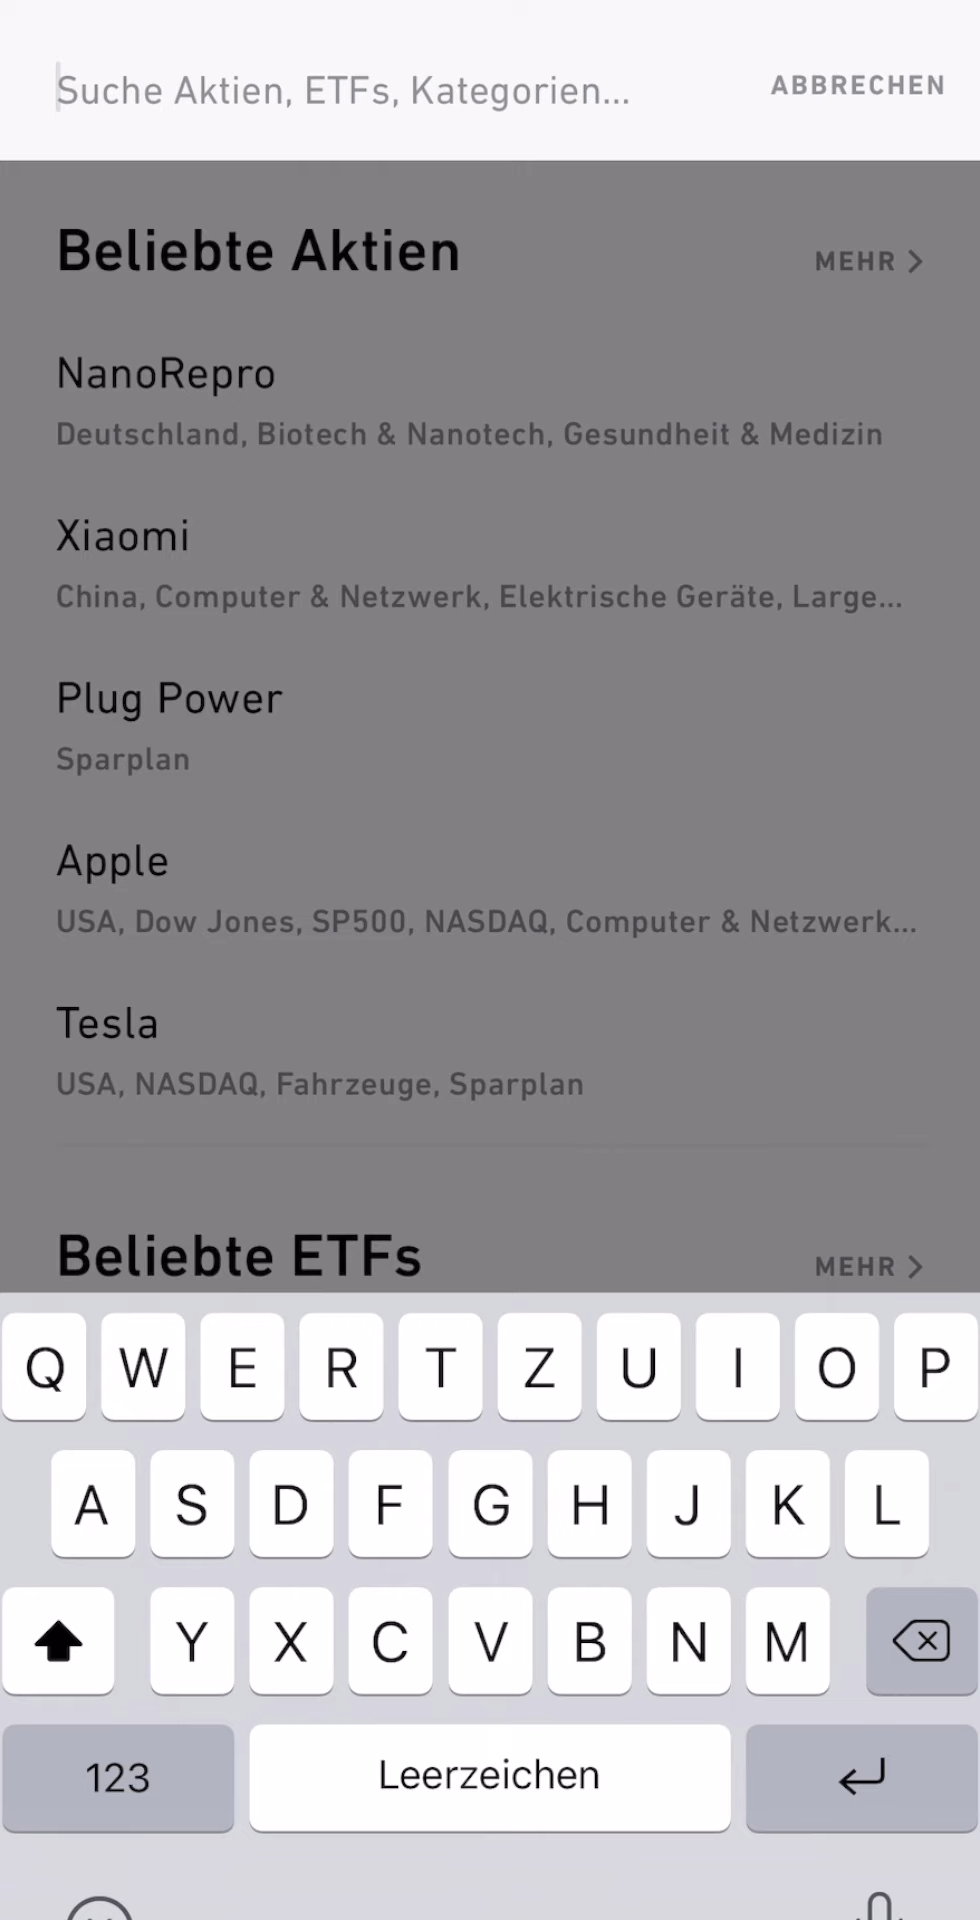 Suche Aktien, ETFs, Kategorien...
ABBRECHEN
Beliebte Aktien
MEHR
NanoRepro
Deutschland, Biotech & Nanotech, Gesundheit & Medizin
Xiaomi
China, Computer & Netzwerk, Elektrische Geräte, Large...
Plug Power
Sparplan
Apple
USA, Dow Jones, SP500, NASDAQ, Computer & Netzwerk...
Tesla
USA, NASDAQ, Fahrzeuge, Sparplan
Beliebte ETFs
MEHR
Q W E R T Z U I O P
A S D F G H J K L
Y X C V B N M
123 Leerzeichen